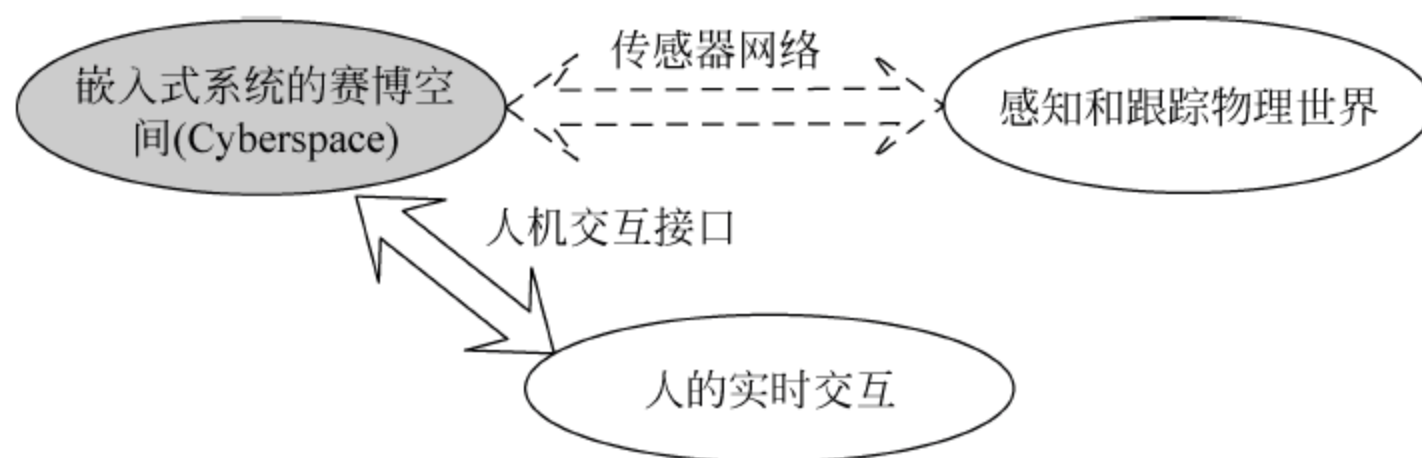 传感器网络
嵌入式系统的赛博空
间(Cyberspace)
感知和跟踪物理世界
人机交互接口
人的实时交互